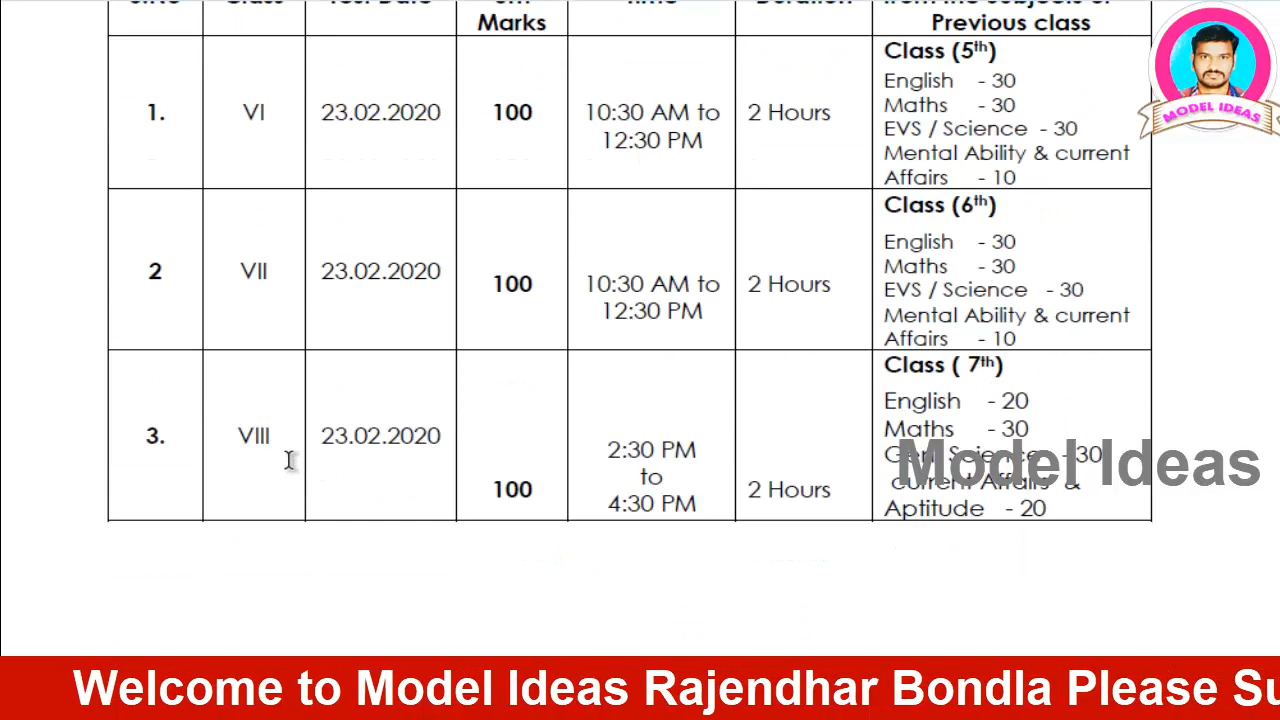 Marks
Previous class
1.
VI
23.02.2020
100
10:30 AM to
12:30 PM
2 Hours
Class (5th)
English - 30
Maths - 30
EVS / Science - 30
Mental Ability & current
Affairs - 10
2
VII
23.02.2020
100
10:30 AM to
12:30 PM
2 Hours
Class (6th)
English - 30
Maths - 30
EVS / Science - 30
Mental Ability & current
Affairs - 10
3.
VIII
23.02.2020
100
2:30 PM
to
4:30 PM
2 Hours
Class ( 7th)
English - 20
Maths - 30
Gen. Science - 30
current Affairs &
Aptitude - 20
MODEL IDEAS
Model Ideas
Welcome to Model Ideas Rajendhar Bondla Please Su